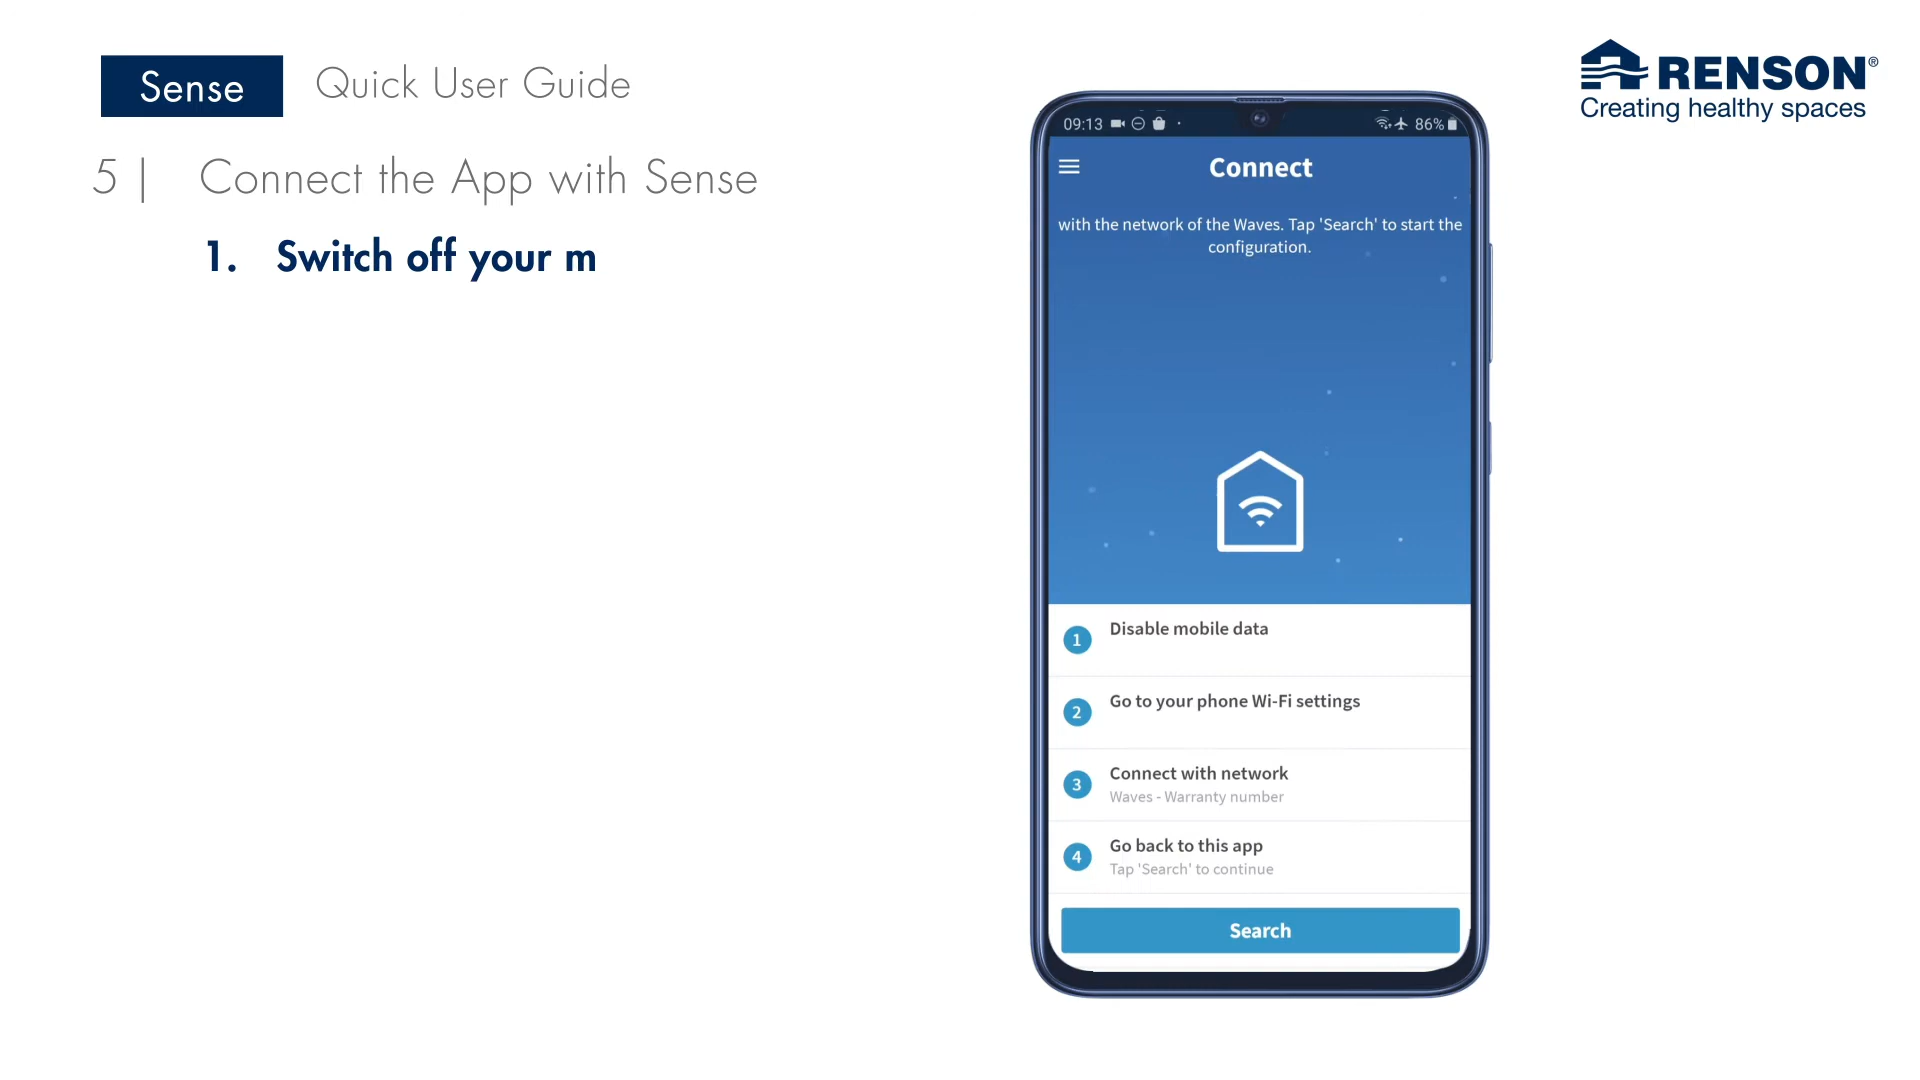 Sense Quick User Guide
RENSON®
Creating healthy spaces
5 | Connect the App with Sense
1. Switch off your m
09:13 86%
Connect
with the network of the Waves. Tap 'Search' to start the
configuration.
1 Disable mobile data
2 Go to your phone Wi-Fi settings
3 Connect with network
Waves - Warranty number
4 Go back to this app
Tap 'Search' to continue
Search